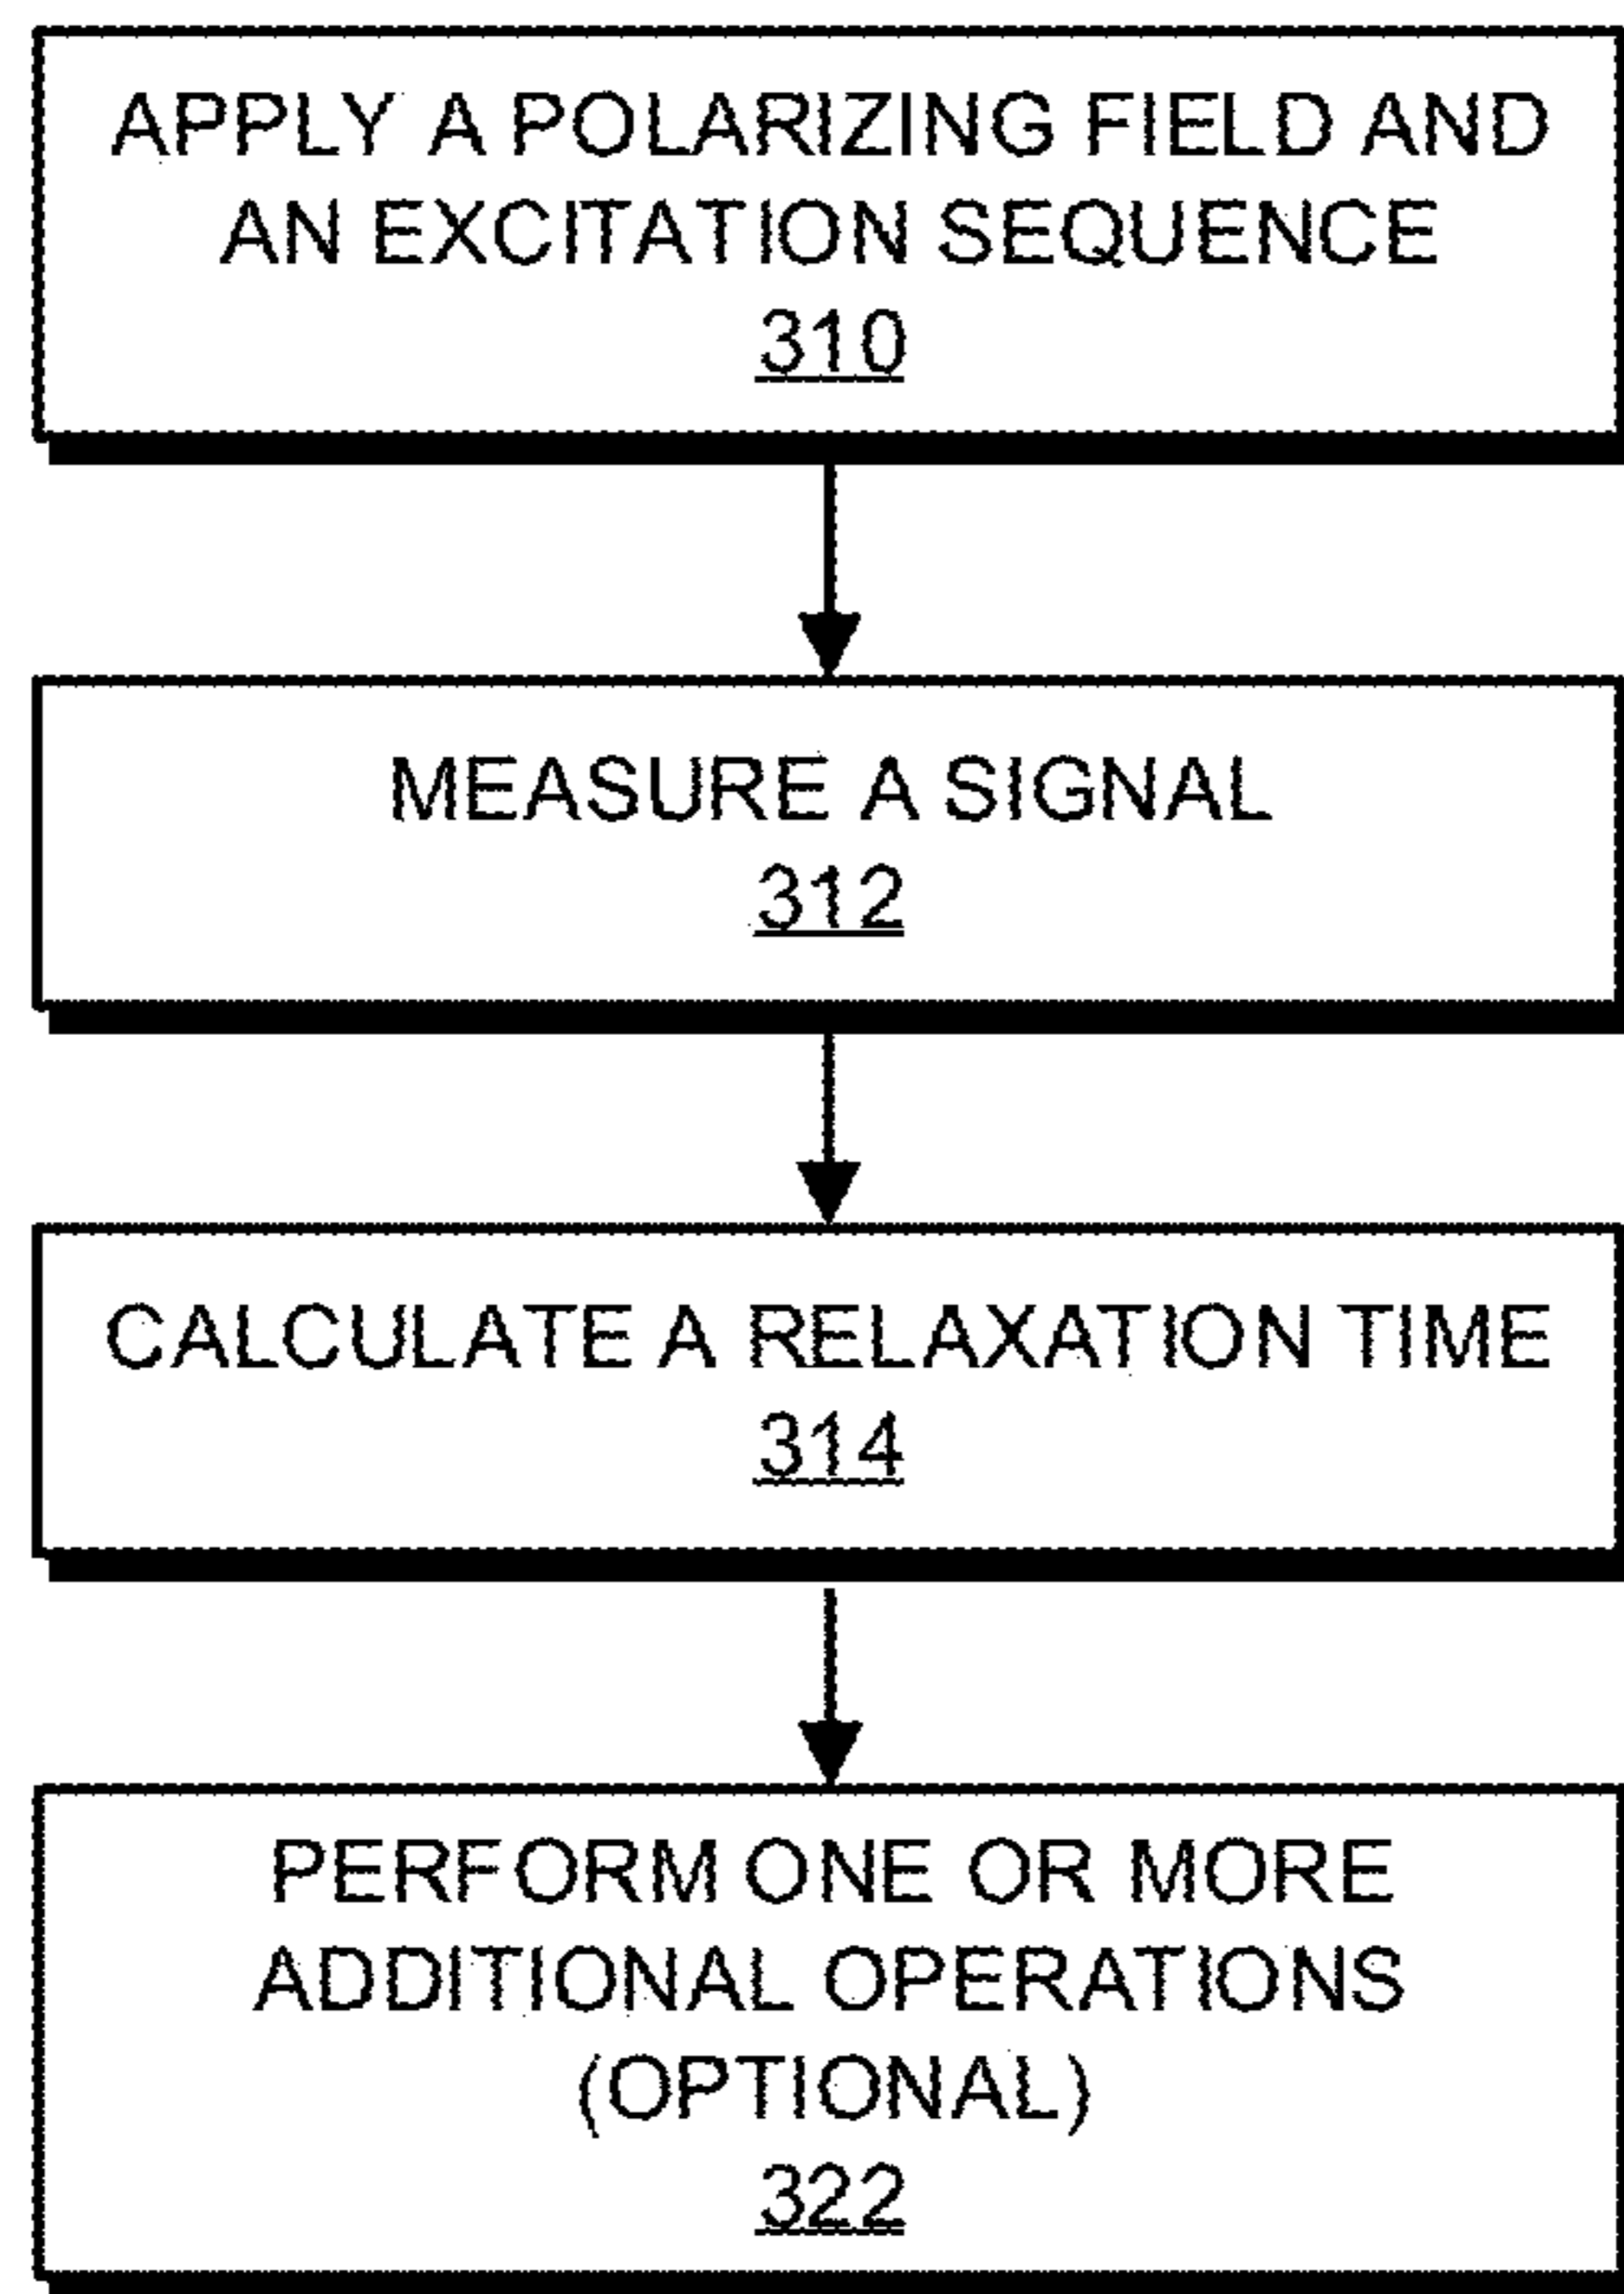 APPLY A POLARIZING FIELD AND
AN EXCITATION SEQUENCE
310
MEASURE A SIGNAL
312
CALCULATE A RELAXATION TIME
314
PERFORM ONE OR MORE
ADDITIONAL OPERATIONS
(OPTIONAL)
322